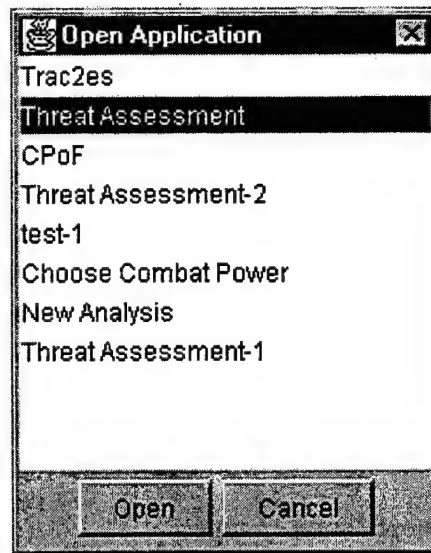 Open Application
Trac2es
Threat Assessment
CPoF
Threat Assessment-2
test-1
Choose Combat Power
New Analysis
Threat Assessment-1
Open Cancel